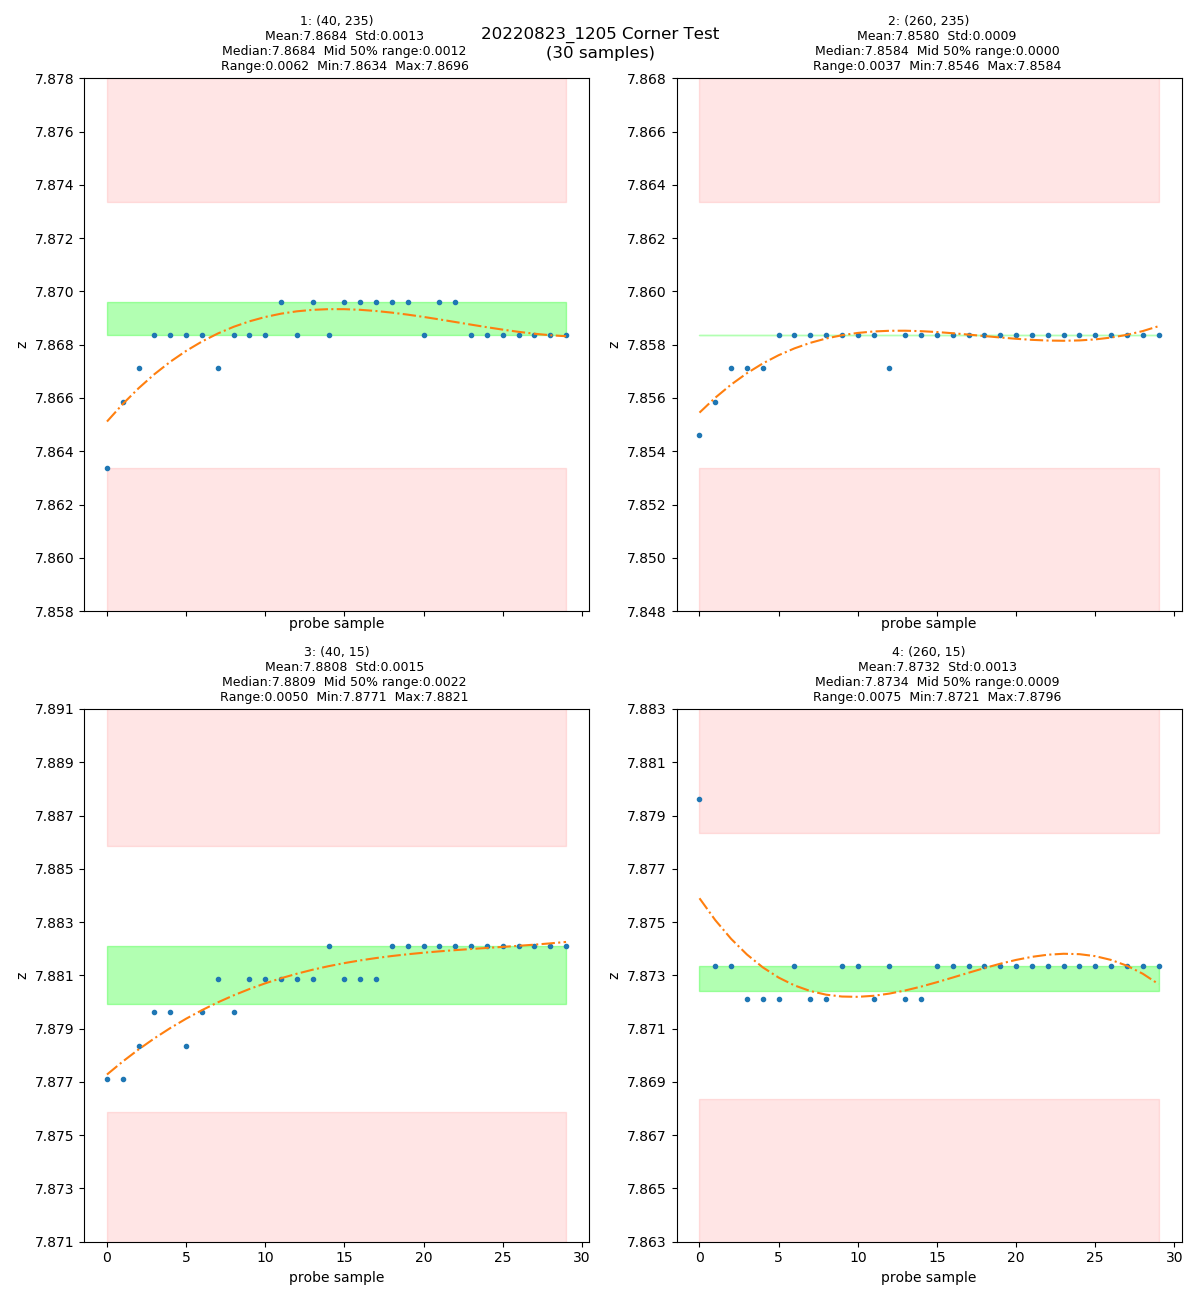 20220823_1205 Corner Test
(30 samples)
1: (40, 235)
Mean:7.8684  Std:0.0013
Median:7.8684  Mid 50% range:0.0012
Range:0.0062  Min:7.8634  Max:7.8696
7.878
7.876
7.874
7.872
7.870
7.868
7.866
7.864
7.862
7.860
7.858
z
probe sample
2: (260, 235)
Mean:7.8580  Std:0.0009
Median:7.8584  Mid 50% range:0.0000
Range:0.0037  Min:7.8546  Max:7.8584
7.868
7.866
7.864
7.862
7.860
7.858
7.856
7.854
7.852
7.850
7.848
z
probe sample
3: (40, 15)
Mean:7.8808  Std:0.0015
Median:7.8809  Mid 50% range:0.0022
Range:0.0050  Min:7.8771  Max:7.8821
7.891
7.889
7.887
7.885
7.883
7.881
7.879
7.877
7.875
7.873
7.871
z
0 5 10 15 20 25 30
probe sample
4: (260, 15)
Mean:7.8732  Std:0.0013
Median:7.8734  Mid 50% range:0.0009
Range:0.0075  Min:7.8721  Max:7.8796
7.883
7.881
7.879
7.877
7.875
7.873
7.871
7.869
7.867
7.865
7.863
z
0 5 10 15 20 25 30
probe sample